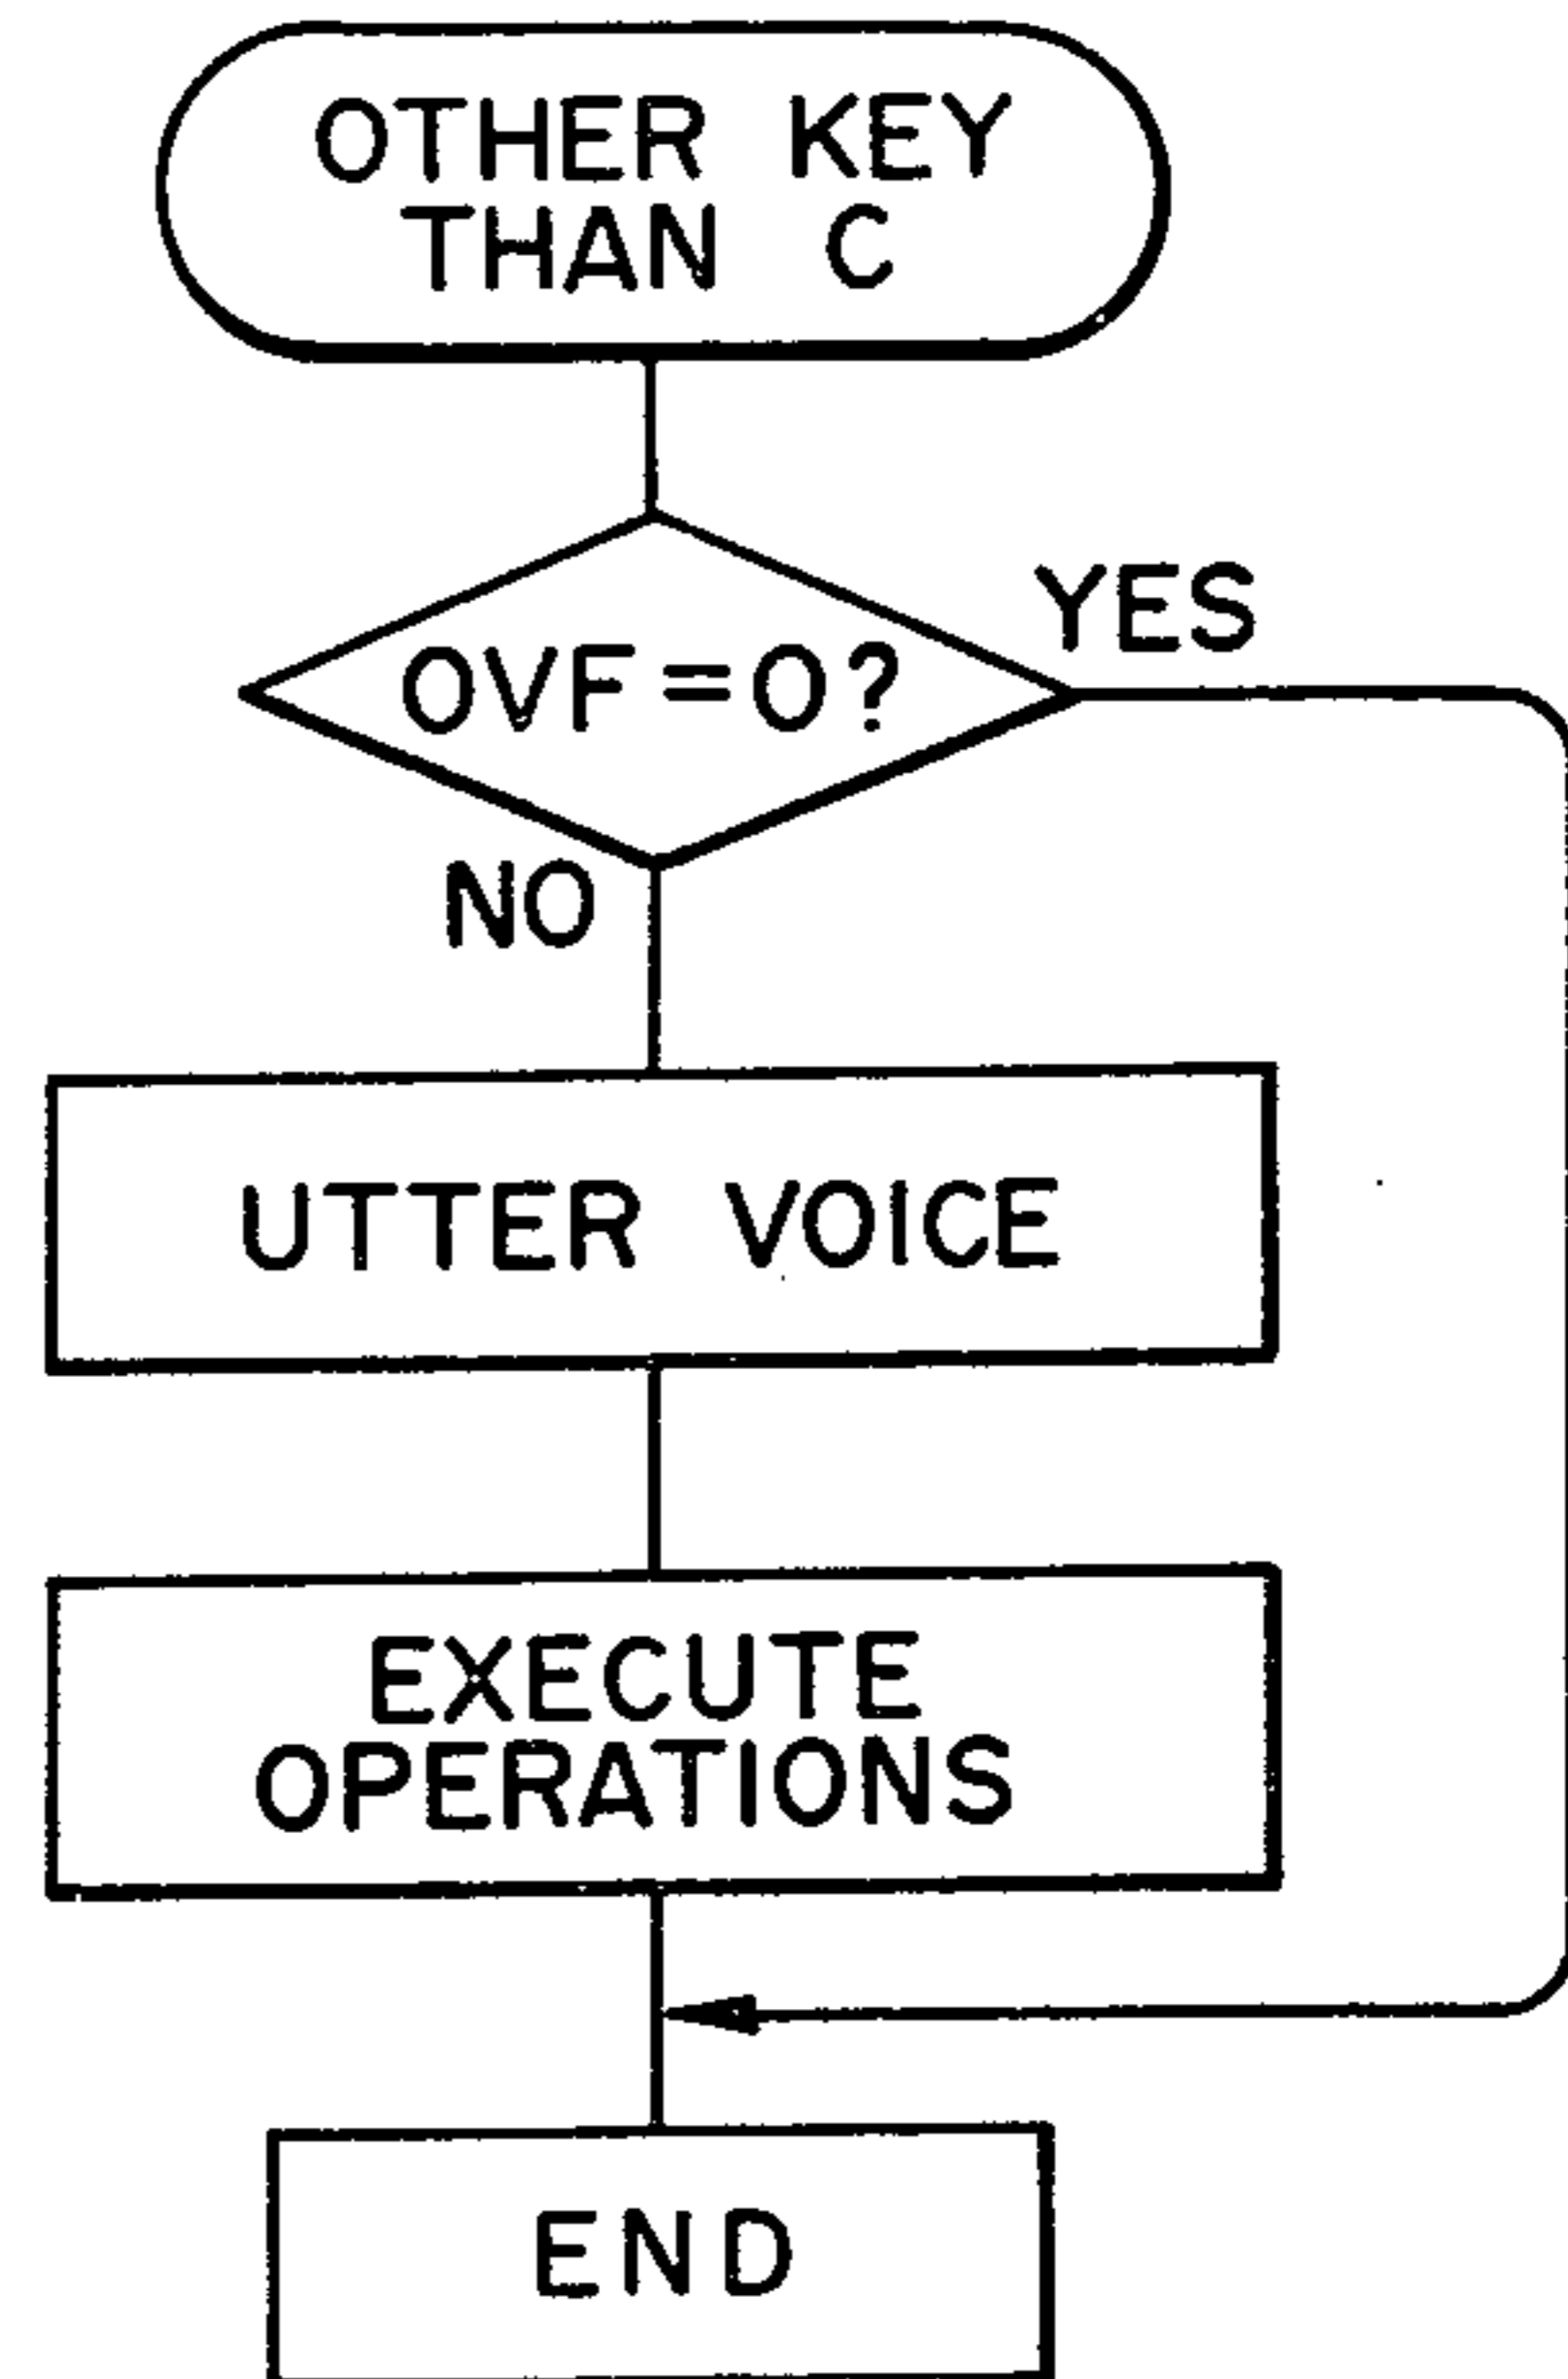 OTHER KEY
THAN C
OVF=0?
YES
NO
UTTER VOICE
EXECUTE
OPERATIONS
END